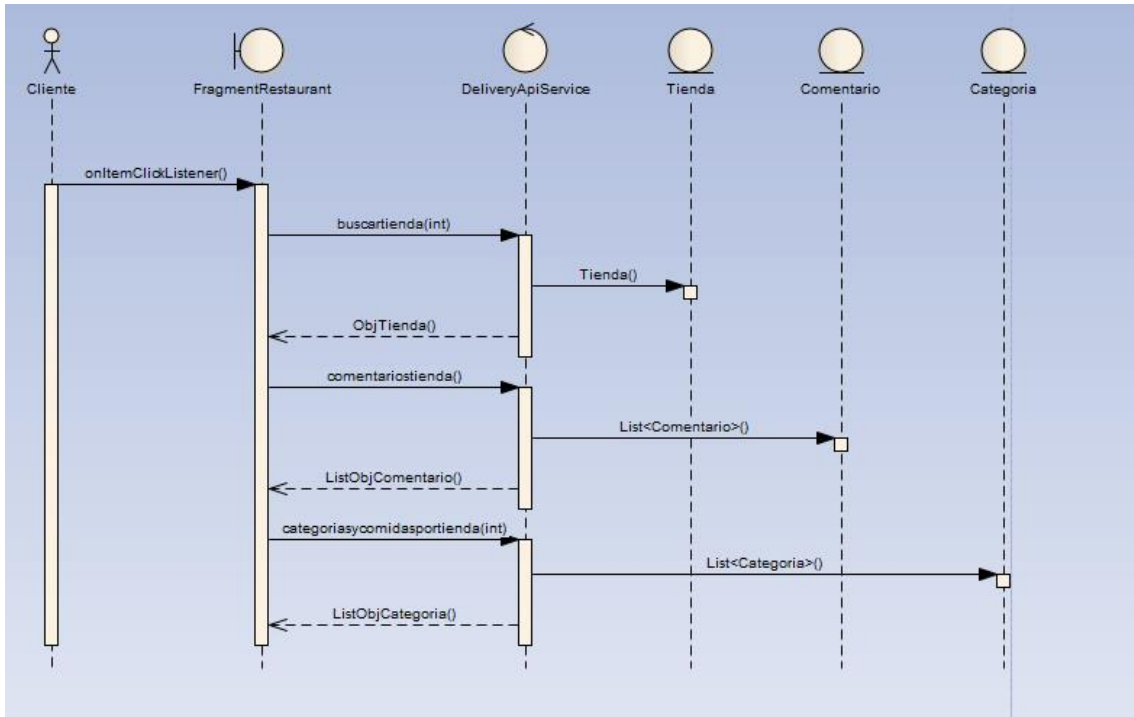 Cliente
FragmentRestaurant
DeliveryApiService
Tienda
Comentario
Categoria
onItemClickListener()
buscartienda(int)
Tienda()
ObjTienda()
comentariostienda()
List<Comentario>()
ListObjComentario()
categoriasycomidasportienda(int)
List<Categoria>()
ListObjCategoria()